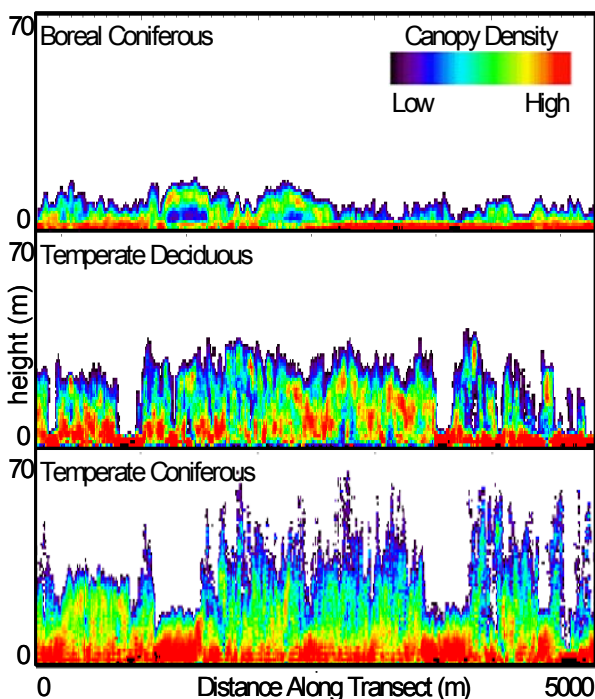 70
Boreal Coniferous
Canopy Density
Low High
0
70
Temperate Deciduous
height (m)
0
70
Temperate Coniferous
0
0 Distance Along Transect (m) 5000